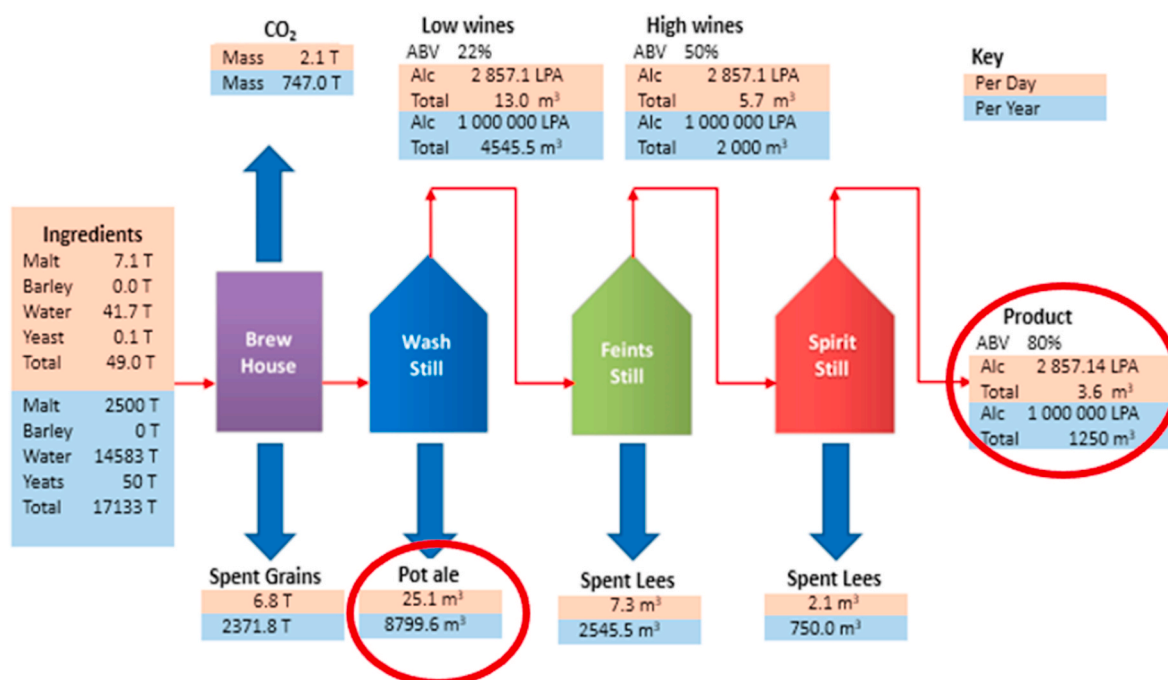 CO₂
Mass 2.1 T
Mass 747.0 T
Low wines
ABV 22%
Alc 2 857.1 LPA
Total 13.0 m³
Alc 1 000 000 LPA
Total 4545.5 m³
High wines
ABV 50%
Alc 2 857.1 LPA
Total 5.7 m³
Alc 1 000 000 LPA
Total 2 000 m³
Key
Per Day
Per Year
Ingredients
Malt 7.1 T
Barley 0.0 T
Water 41.7 T
Yeast 0.1 T
Total 49.0 T
Malt 2500 T
Barley 0 T
Water 14583 T
Yeats 50 T
Total 17133 T
Brew
House
Wash
Still
Feints
Still
Spirit
Still
Product
ABV 80%
Alc 2 857.14 LPA
Total 3.6 m³
Alc 1 000 000 LPA
Total 1250 m³
Spent Grains
6.8 T
2371.8 T
Pot ale
25.1 m³
8799.6 m³
Spent Lees
7.3 m³
2545.5 m³
Spent Lees
2.1 m³
750.0 m³